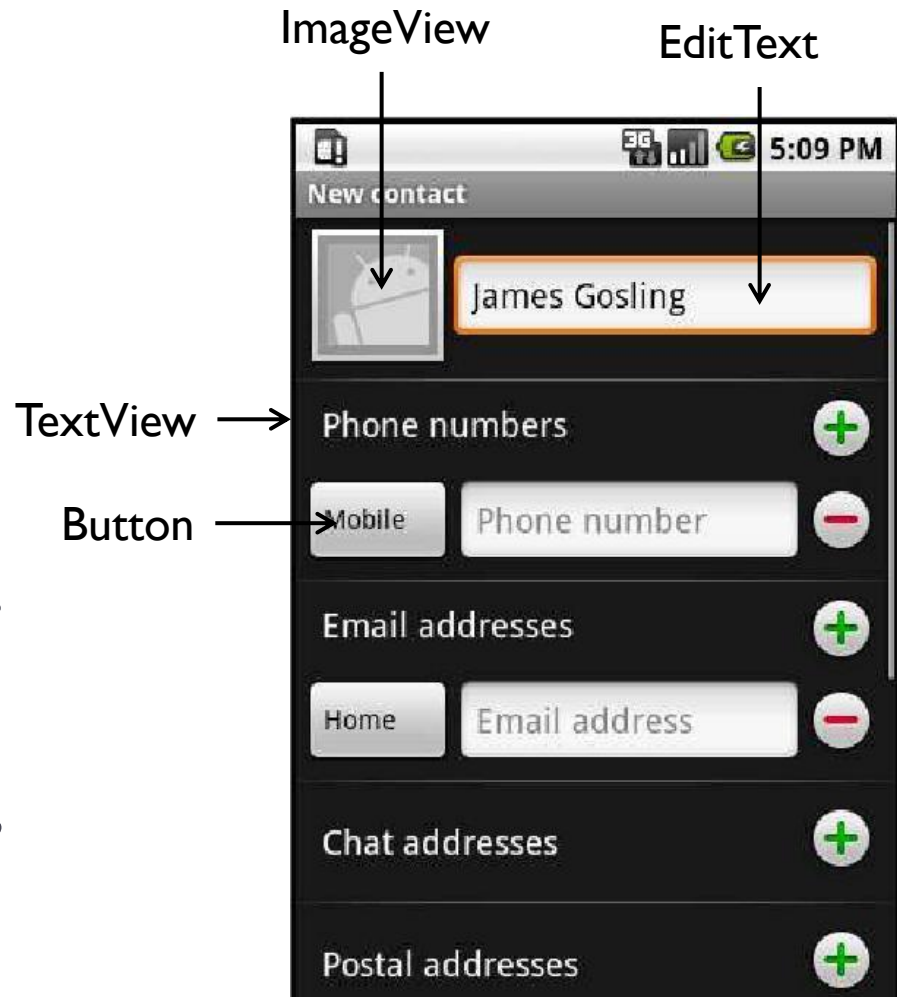 ImageView
EditText
3G
5:09 PM
New contact
James Gosling
TextView
Phone numbers
Button
Mobile
Phone number
Email addresses
Home
Email address
Chat addresses
Postal addresses